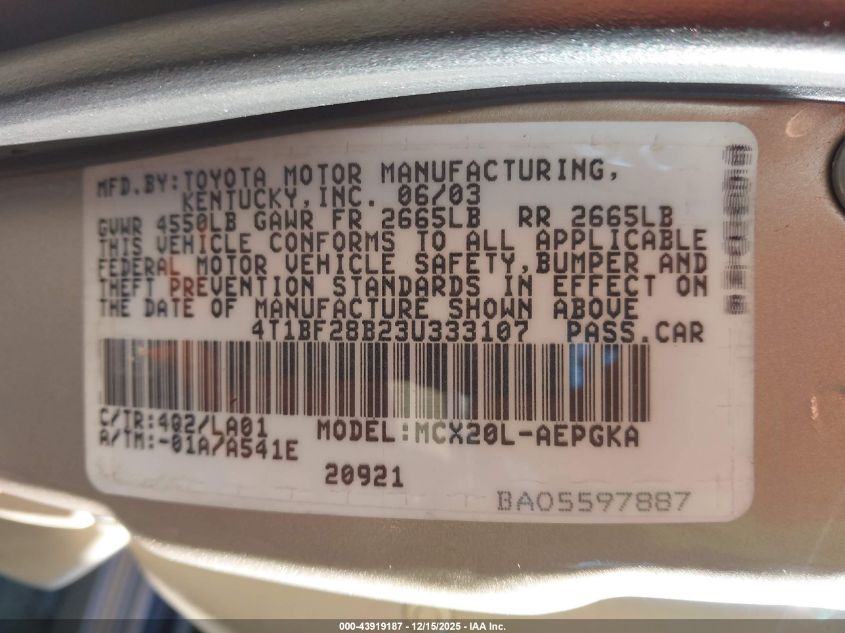 MFD.BY:TOYOTA MOTOR MANUFACTURING,
KENTUCKY,INC. 06/03
GVWR 4550LB GAWR FR 2665LB RR 2665LB
THIS VEHICLE CONFORMS TO ALL APPLICABLE
FEDERAL MOTOR VEHICLE SAFETY,BUMPER AND
THEFT PREVENTION STANDARDS IN EFFECT ON
THE DATE OF MANUFACTURE SHOWN ABOVE
4T1BF28B23U333107 PASS.CAR
C/TR:4Q2/LA01 MODEL:MCX20L-AEPGKA
A/TM:-01A/A541E
20921
BA05597887
000-43919187 - 12/15/2025 - IAA Inc.